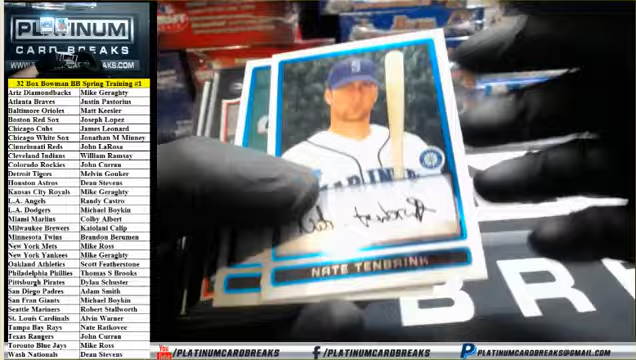 PLATINUM
CARD BREAKS
WWW.PLATINUMCARDBREAKS
32 Box Bowman BB Spring Training #1
Ariz Diamondbacks Mike Geraghty
Atlanta Braves Justin Pastorius
Baltimore Orioles Matt Keesler
Boston Red Sox Joseph Lopez
Chicago Cubs James Leonard
Chicago White Sox Jonathan M Minney
Cinncinati Reds John LaRosa
Cleveland Indians William Ramsay
Colorado Rockies John Curran
Detroit Tigers Melvin Gouker
Houston Astros Dean Stevens
Kansas City Royals Mike Geraghty
L.A. Angels Randy Castro
L.A. Dodgers Michael Boykin
Miami Marlins Colby Albert
Milwaukee Brewers Kaiolani Calip
Minnesota Twins Brandon Berumen
New York Mets Mike Ross
New York Yankees Mike Geraghty
Oakland Athletics Scott Featherstone
Philadelphia Phillies Thomas S Brooks
Pittsburgh Pirates Dylan Schuster
San Diego Padres Adam Smith
San Fran Giants Michael Boykin
Seattle Mariners Robert Stallworth
St. Louis Cardinals Alvin Warner
Tampa Bay Rays Nate Ratkovec
Texas Rangers John Curran
Toronto Blue Jays Mike Ross
Wash Nationals Dean Stevens
S
NATE TENBRINK
BR
YouTube /PLATINUMCARDBREAKS
f /PLATINUMCARDBREAKS
P PLATINUMCARDBREAKS@GMAIL.COM